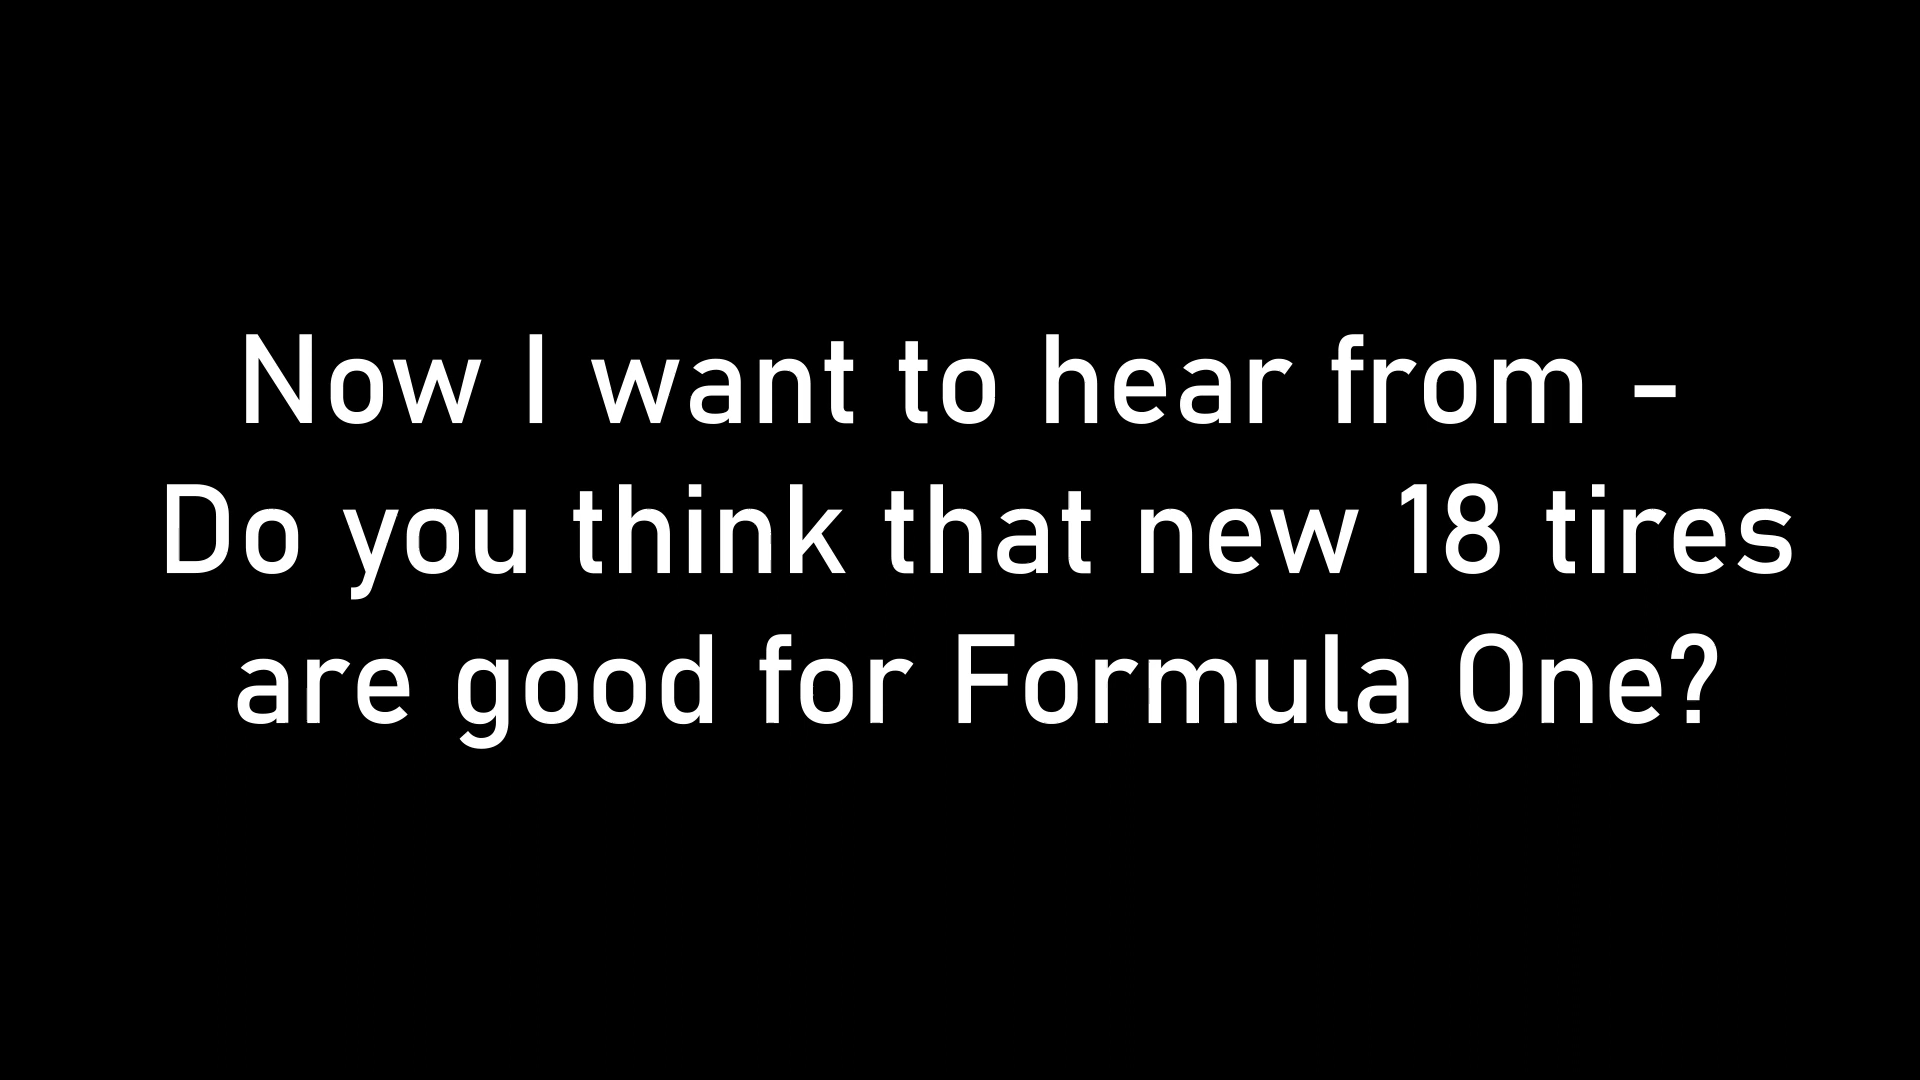 Now I want to hear from -
Do you think that new 18 tires
are good for Formula One?